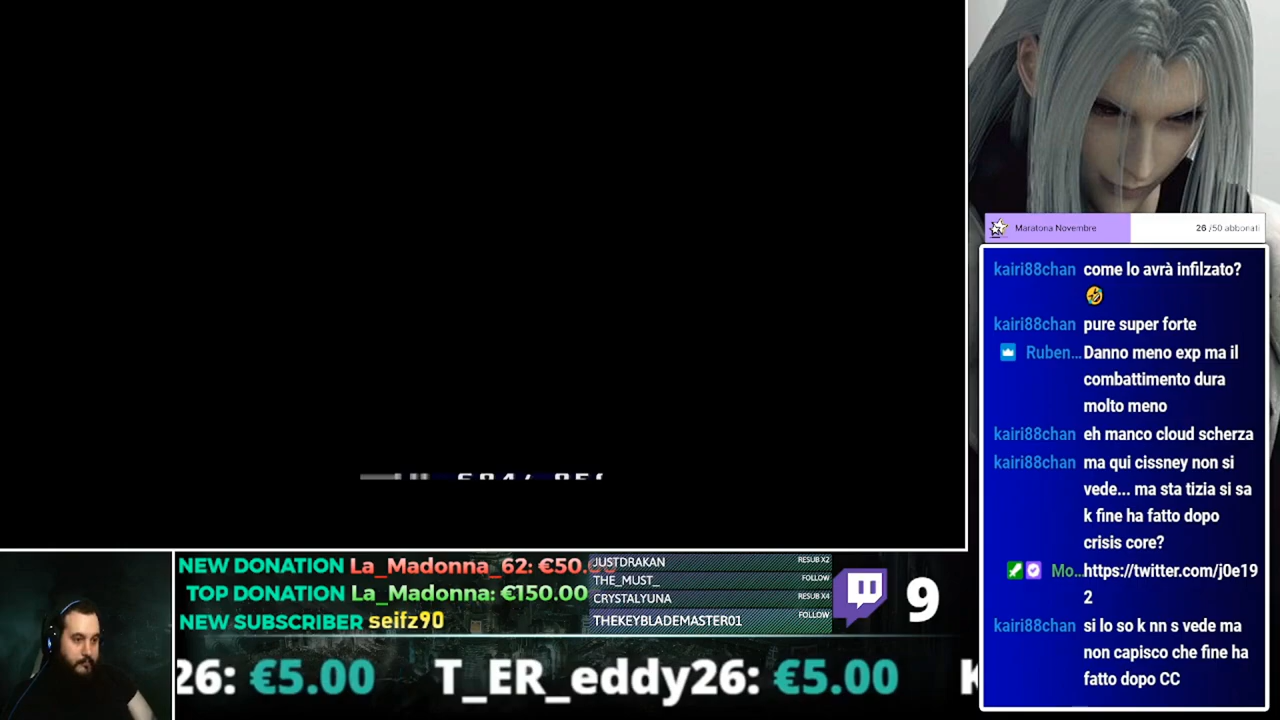 Maratona Novembre 26 /50 abbonati
kairi88chan come lo avrà infilzato?
🤣
kairi88chan pure super forte
Ruben... Danno meno exp ma il
combattimento dura
molto meno
kairi88chan eh manco cloud scherza
kairi88chan ma qui cissney non si
vede... ma sta tizia si sa
k fine ha fatto dopo
crisis core?
Mo... https://twitter.com/j0e19
2
kairi88chan si lo so k nn s vede ma
non capisco che fine ha
fatto dopo CC
NEW DONATION La_Madonna_62: €50.
TOP DONATION La_Madonna: €150.00
NEW SUBSCRIBER seifz90
JUSTDRAKAN RESUB X2
THE_MUST_ FOLLOW
CRYSTALYUNA RESUB X4
THEKEYBLADEMASTER01 FOLLOW
9
26: €5.00 T_ER_eddy26: €5.00 K